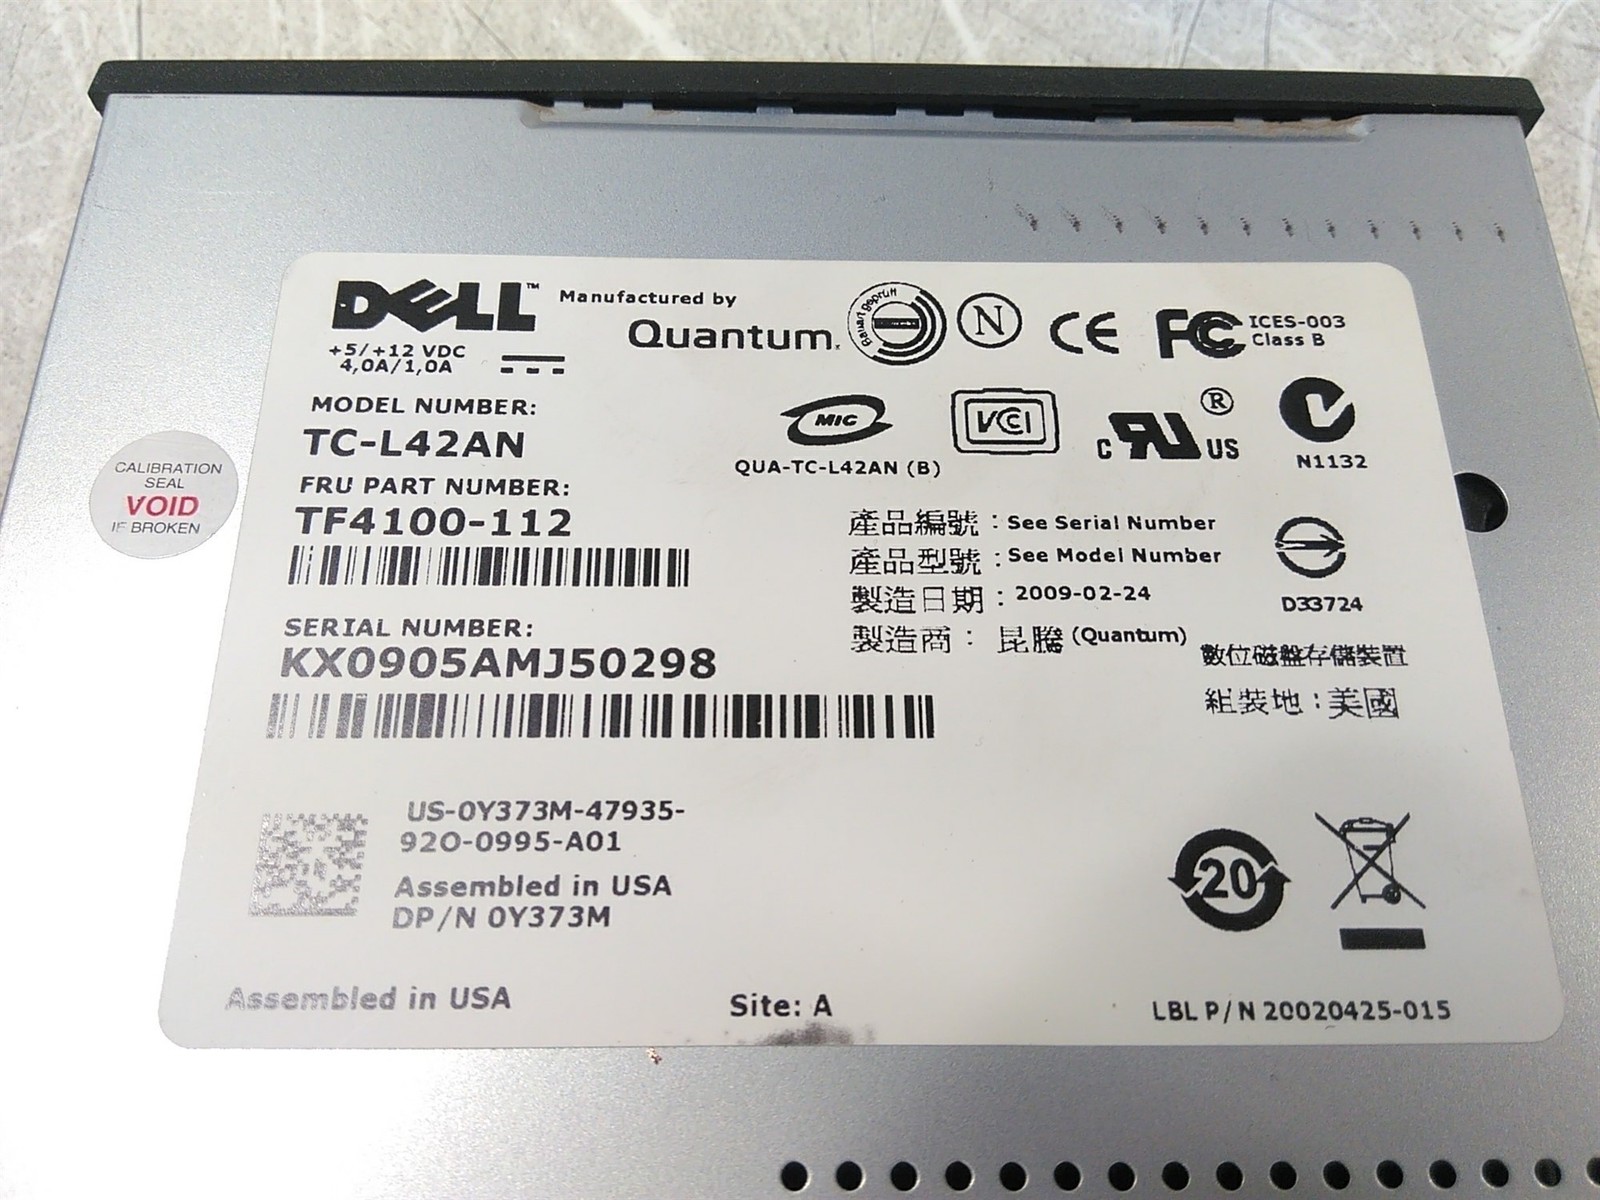 DELL™ Manufactured by
Quantum.
+5/+12 VDC
4,0A/1,0A
Bauart geprüft
N
CE
FC ICES-003
Class B
MODEL NUMBER:
TC-L42AN
MIC
QUA-TC-L42AN (B)
VCI
C RU US ®
N1132
FRU PART NUMBER:
TF4100-112
CALIBRATION
SEAL
VOID
IF BROKEN
產品編號：See Serial Number
產品型號：See Model Number
製造日期：2009-02-24
製造商：昆騰 (Quantum)
D33724
數位磁盤存儲裝置
組裝地：美國
SERIAL NUMBER:
KX0905AMJ50298
US-0Y373M-47935-
92O-0995-A01
Assembled in USA
DP/N 0Y373M
20
Assembled in USA
Site: A
LBL P/N 20020425-015